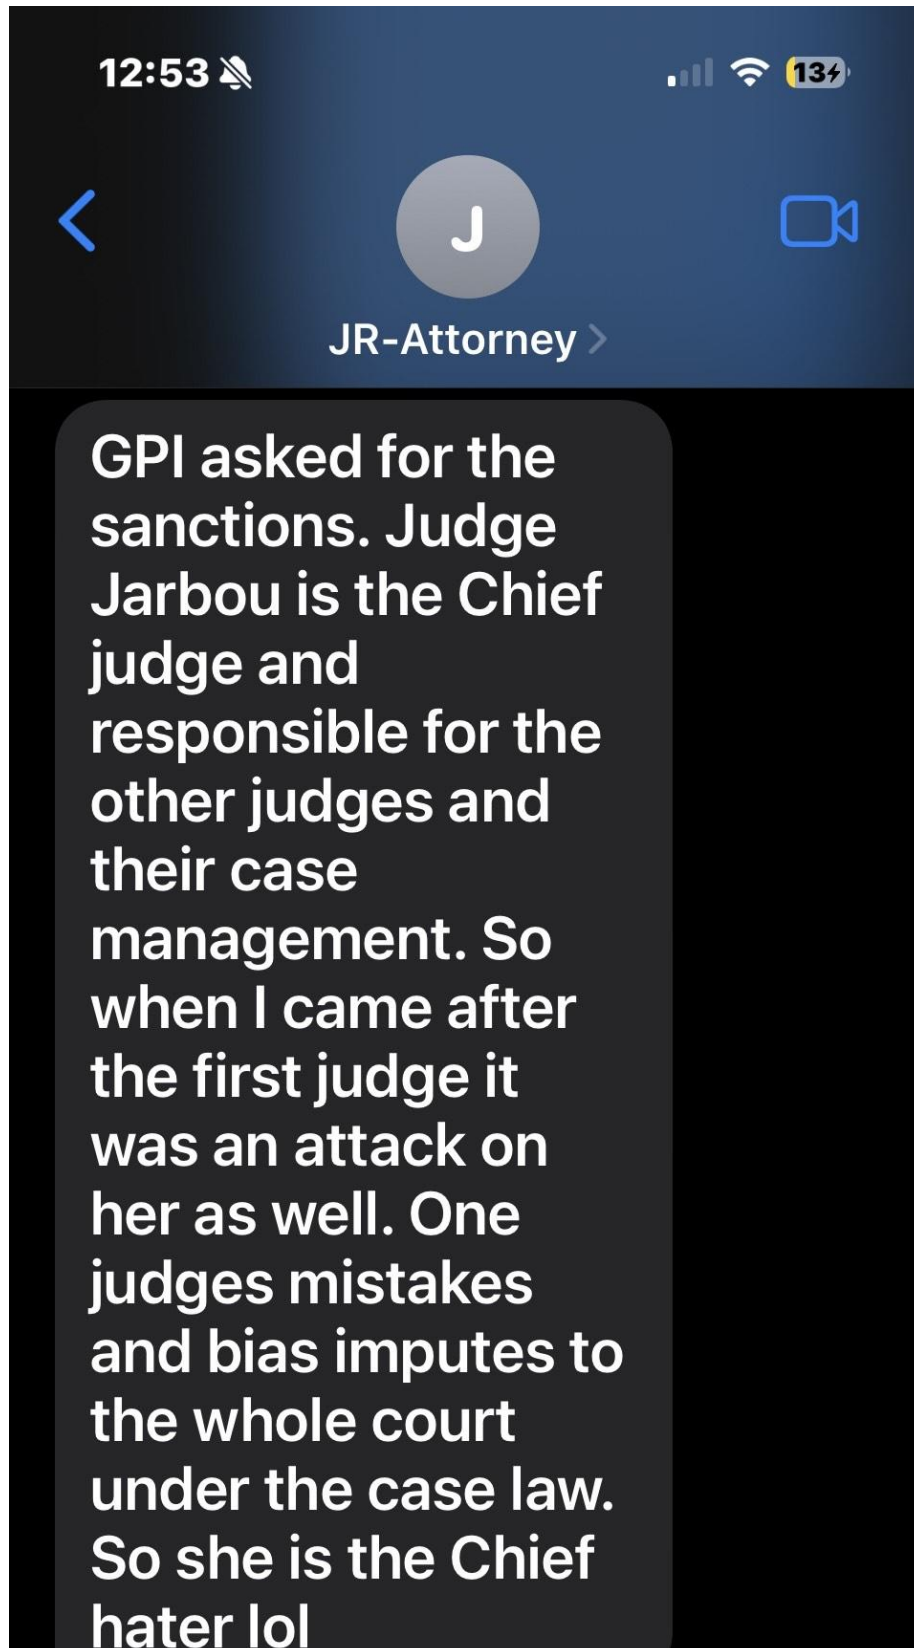 12:53
13
J
JR-Attorney
GPI asked for the
sanctions. Judge
Jarbou is the Chief
judge and
responsible for the
other judges and
their case
management. So
when I came after
the first judge it
was an attack on
her as well. One
judges mistakes
and bias imputes to
the whole court
under the case law.
So she is the Chief
hater lol